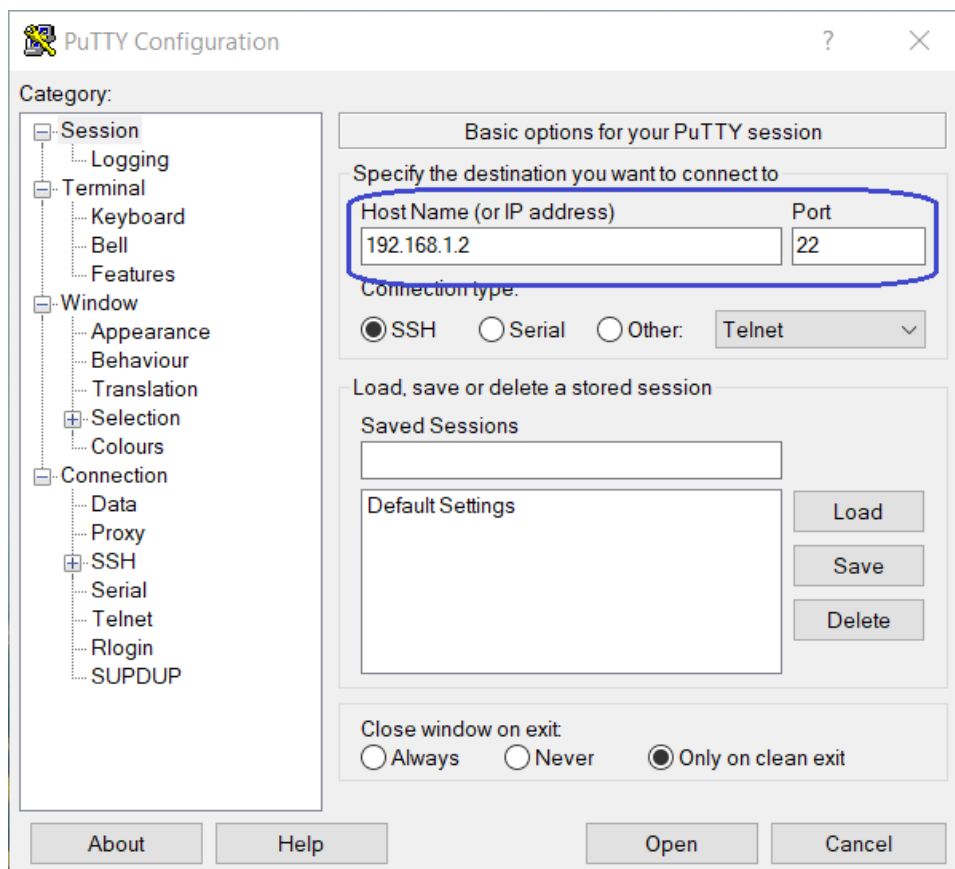 PuTTY Configuration
?
Category:
Session
Logging
Terminal
Keyboard
Bell
Features
Window
Appearance
Behaviour
Translation
Selection
Colours
Connection
Data
Proxy
SSH
Serial
Telnet
Rlogin
SUPDUP
Basic options for your PuTTY session
Specify the destination you want to connect to
Host Name (or IP address) Port
192.168.1.2 22
Connection type:
SSH Serial Other: Telnet
Load, save or delete a stored session
Saved Sessions
Default Settings
Load
Save
Delete
Close window on exit:
Always Never Only on clean exit
About Help Open Cancel